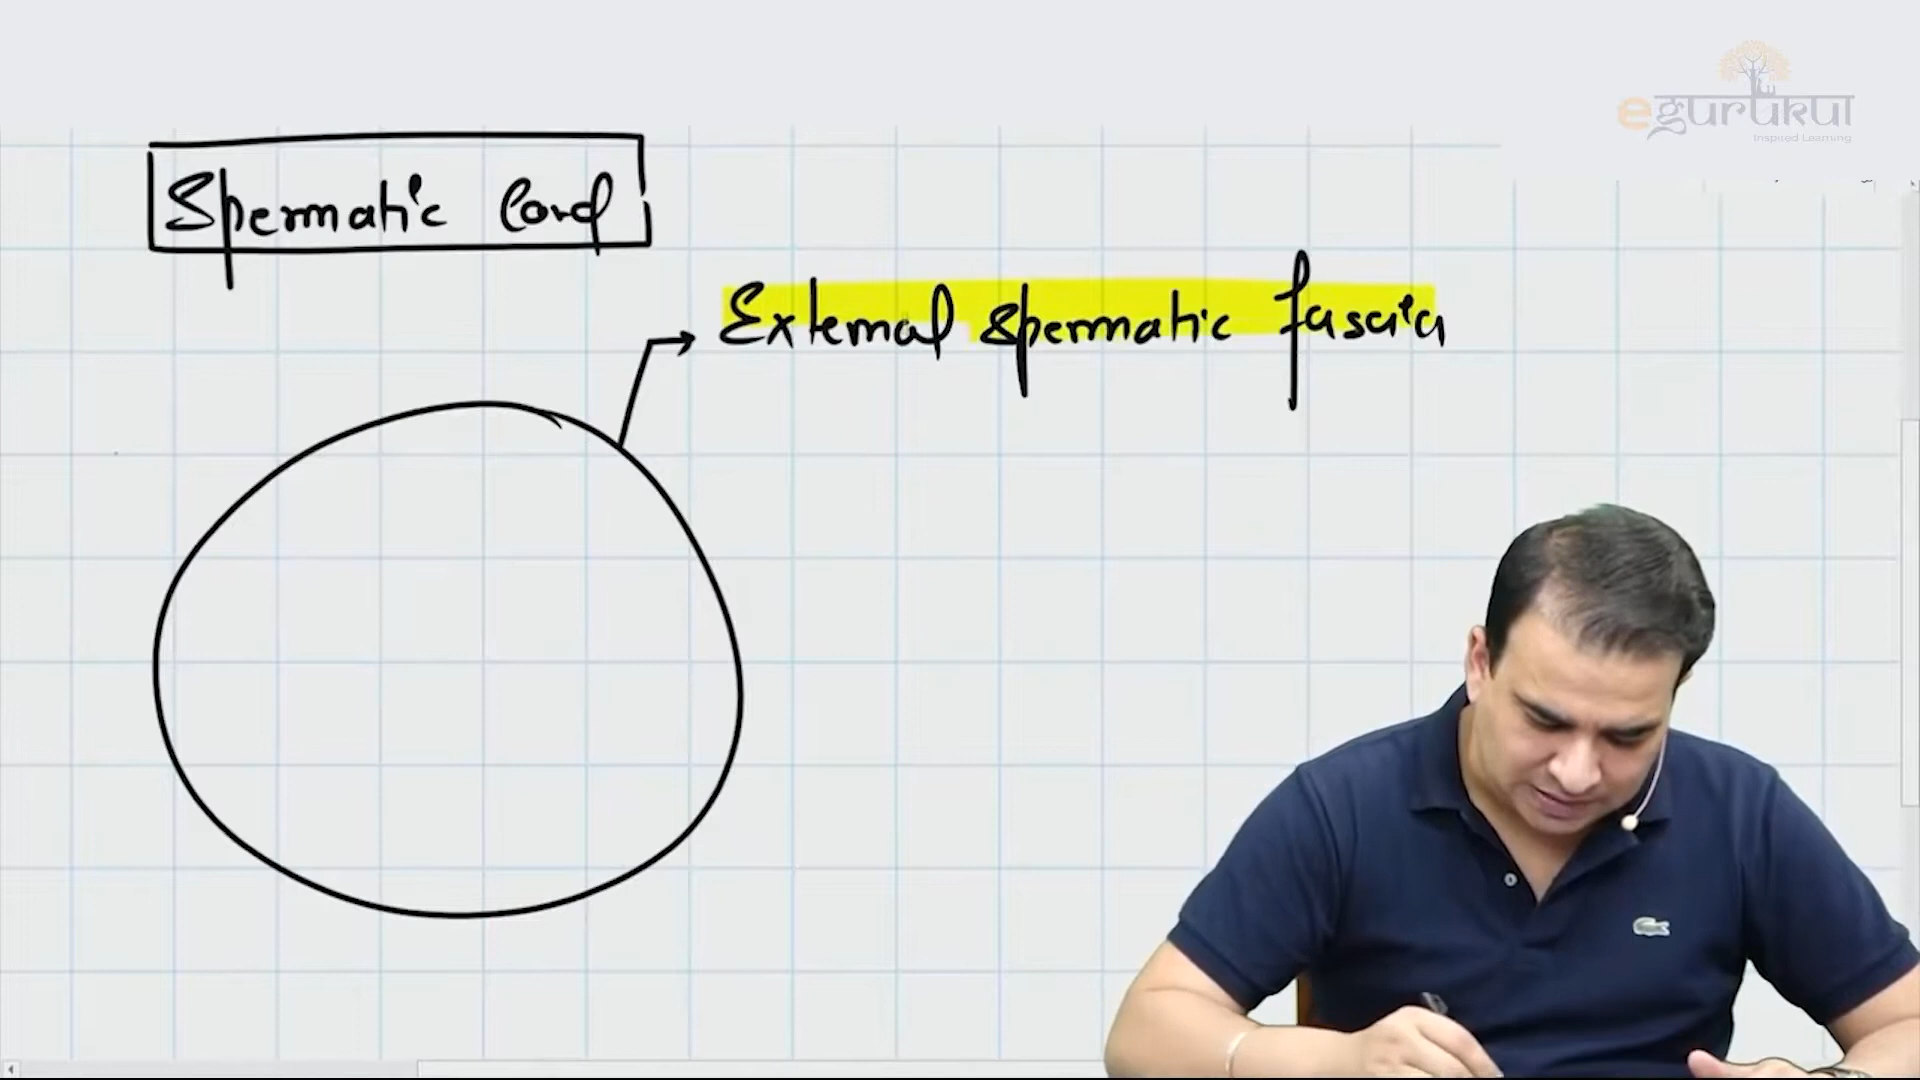 egurukul
Inspired Learning
Spermatic Cord
External spermatic fascia